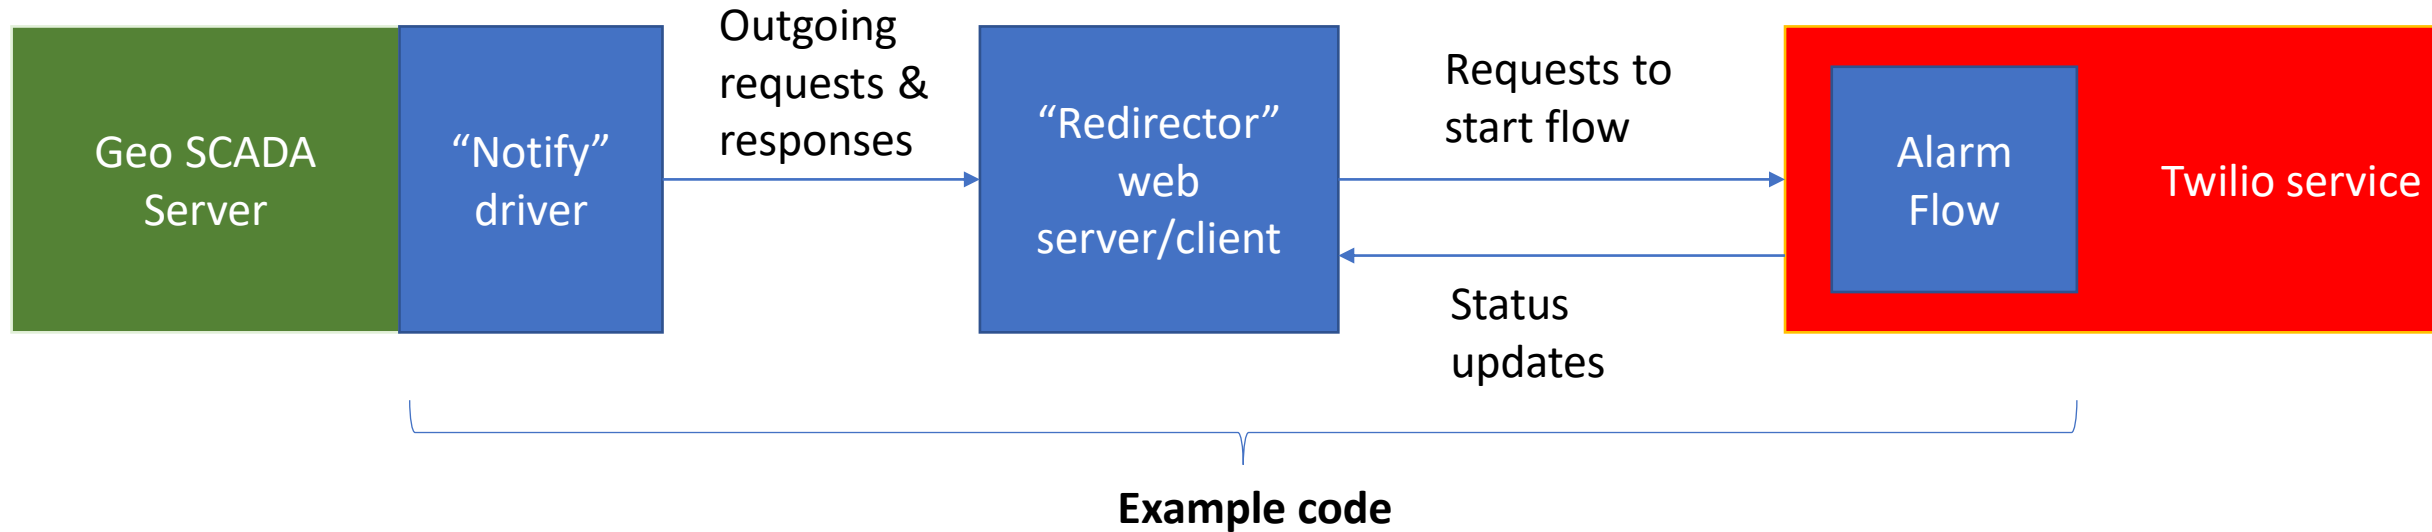 Geo SCADA
Server
“Notify”
driver
Outgoing
requests &
responses
“Redirector”
web
server/client
Requests to
start flow
Status
updates
Alarm
Flow
Twilio service
Example code